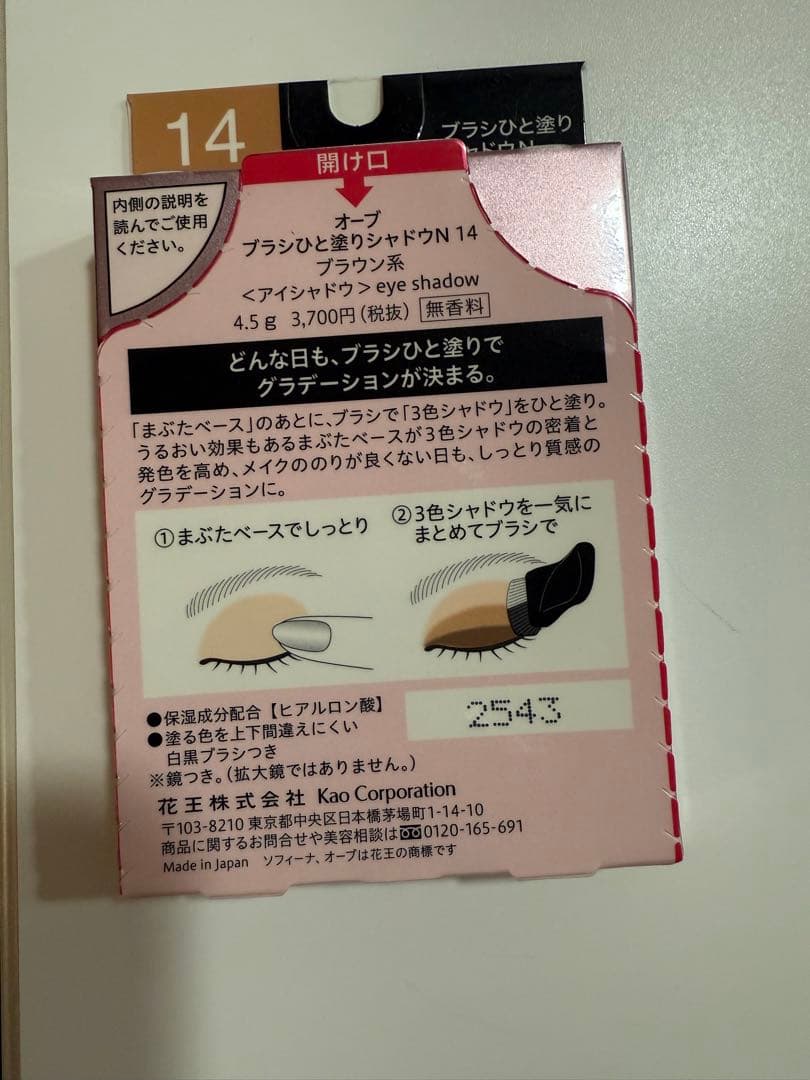 14
ブラシひと塗り
シャドウN
開け口
内側の説明を
読んでご使用
ください。
オーブ
ブラシひと塗りシャドウN 14
ブラウン系
＜アイシャドウ＞eye shadow
4.5g 3,700円(税抜) 無香料
どんな日も、ブラシひと塗りで
グラデーションが決まる。
「まぶたベース」のあとに、ブラシで「3色シャドウ」をひと塗り。
うるおい効果もあるまぶたベースが3色シャドウの密着と
発色を高め、メイクののりが良くない日も、しっとり質感の
グラデーションに。
①まぶたベースでしっとり
②3色シャドウを一気に
まとめてブラシで
●保湿成分配合【ヒアルロン酸】
●塗る色を上下間違えにくい
白黒ブラシつき
※鏡つき。(拡大鏡ではありません。)
2543
花王株式会社 Kao Corporation
〒103-8210 東京都中央区日本橋茅場町1-14-10
商品に関するお問合せや美容相談は0120-165-691
Made in Japan ソフィーナ、オーブは花王の商標です